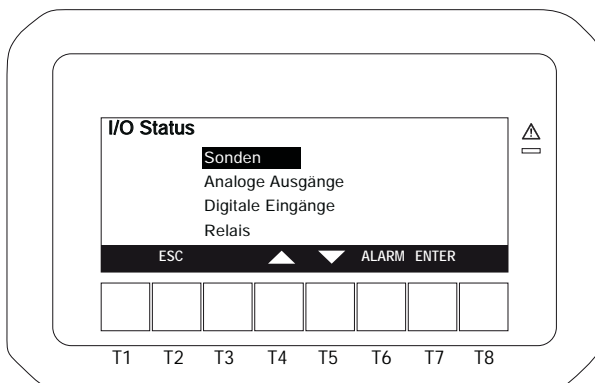 I/O Status
Sonden
Analoge Ausgänge
Digitale Eingänge
Relais
ESC ALARM ENTER
T1 T2 T3 T4 T5 T6 T7 T8